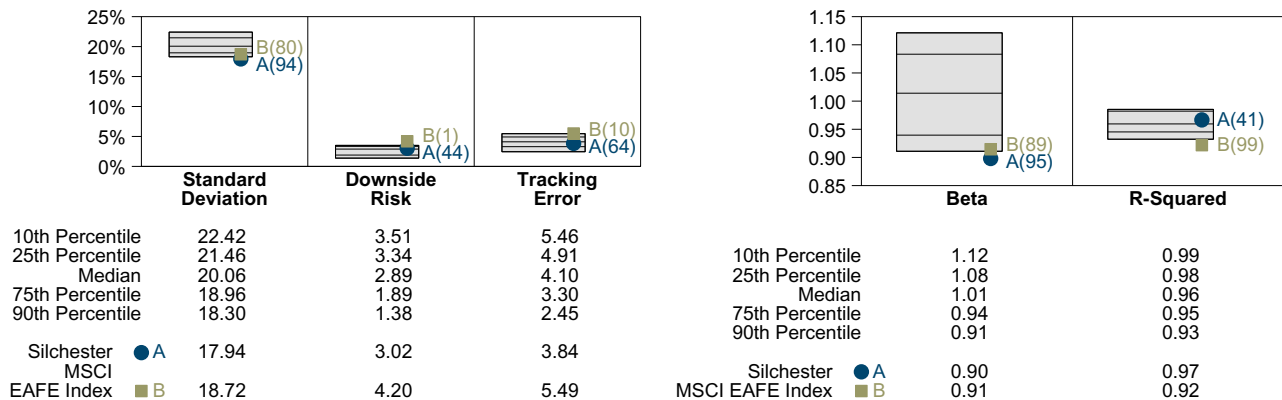 25%
20%
15%
10%
5%
0%
B(80)
A(94)
B(1)
A(44)
B(10)
A(64)
Standard Deviation
Downside Risk
Tracking Error
10th Percentile 22.42 3.51 5.46
25th Percentile 21.46 3.34 4.91
Median 20.06 2.89 4.10
75th Percentile 18.96 1.89 3.30
90th Percentile 18.30 1.38 2.45
Silchester A 17.94 3.02 3.84
MSCI
EAFE Index B 18.72 4.20 5.49
1.15
1.10
1.05
1.00
0.95
0.90
0.85
B(89)
A(95)
A(41)
B(99)
Beta R-Squared
10th Percentile 1.12 0.99
25th Percentile 1.08 0.98
Median 1.01 0.96
75th Percentile 0.94 0.95
90th Percentile 0.91 0.93
Silchester A 0.90 0.97
MSCI EAFE Index B 0.91 0.92